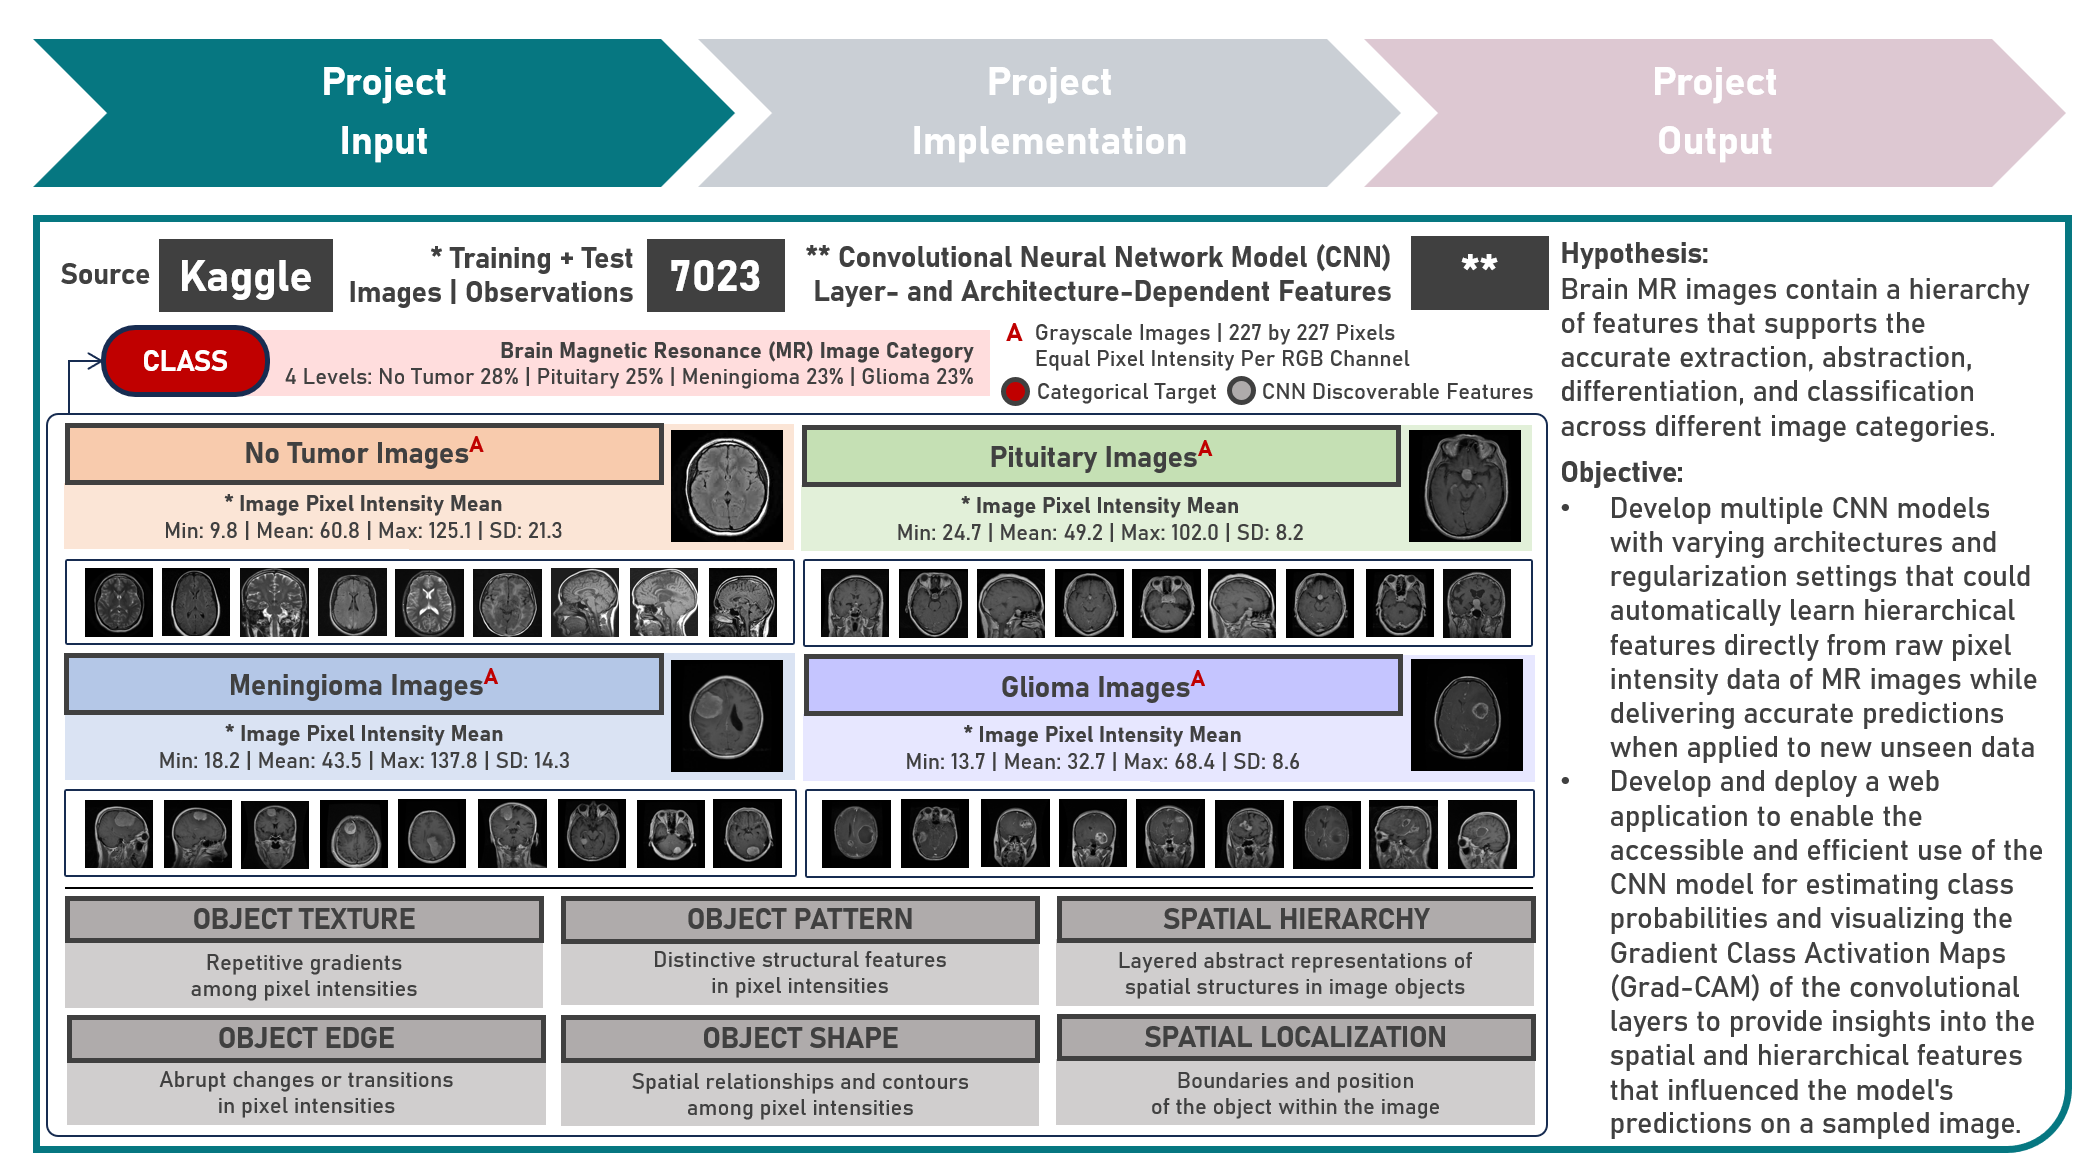 Project
Input
Project
Implementation
Project
Output
Source
Kaggle
* Training + Test
Images | Observations
7023
** Convolutional Neural Network Model (CNN)
Layer- and Architecture-Dependent Features
**
CLASS
Brain Magnetic Resonance (MR) Image Category
4 Levels: No Tumor 28% | Pituitary 25% | Meningioma 23% | Glioma 23%
A Grayscale Images | 227 by 227 Pixels
Equal Pixel Intensity Per RGB Channel
Categorical Target
CNN Discoverable Features
No Tumor ImagesA
* Image Pixel Intensity Mean
Min: 9.8 | Mean: 60.8 | Max: 125.1 | SD: 21.3
Pituitary ImagesA
* Image Pixel Intensity Mean
Min: 24.7 | Mean: 49.2 | Max: 102.0 | SD: 8.2
Meningioma ImagesA
* Image Pixel Intensity Mean
Min: 18.2 | Mean: 43.5 | Max: 137.8 | SD: 14.3
Glioma ImagesA
* Image Pixel Intensity Mean
Min: 13.7 | Mean: 32.7 | Max: 68.4 | SD: 8.6
OBJECT TEXTURE
Repetitive gradients
among pixel intensities
OBJECT PATTERN
Distinctive structural features
in pixel intensities
SPATIAL HIERARCHY
Layered abstract representations of
spatial structures in image objects
OBJECT EDGE
Abrupt changes or transitions
in pixel intensities
OBJECT SHAPE
Spatial relationships and contours
among pixel intensities
SPATIAL LOCALIZATION
Boundaries and position
of the object within the image
Hypothesis:
Brain MR images contain a hierarchy
of features that supports the
accurate extraction, abstraction,
differentiation, and classification
across different image categories.
Objective:
• Develop multiple CNN models
with varying architectures and
regularization settings that could
automatically learn hierarchical
features directly from raw pixel
intensity data of MR images while
delivering accurate predictions
when applied to new unseen data
• Develop and deploy a web
application to enable the
accessible and efficient use of the
CNN model for estimating class
probabilities and visualizing the
Gradient Class Activation Maps
(Grad-CAM) of the convolutional
layers to provide insights into the
spatial and hierarchical features
that influenced the model's
predictions on a sampled image.